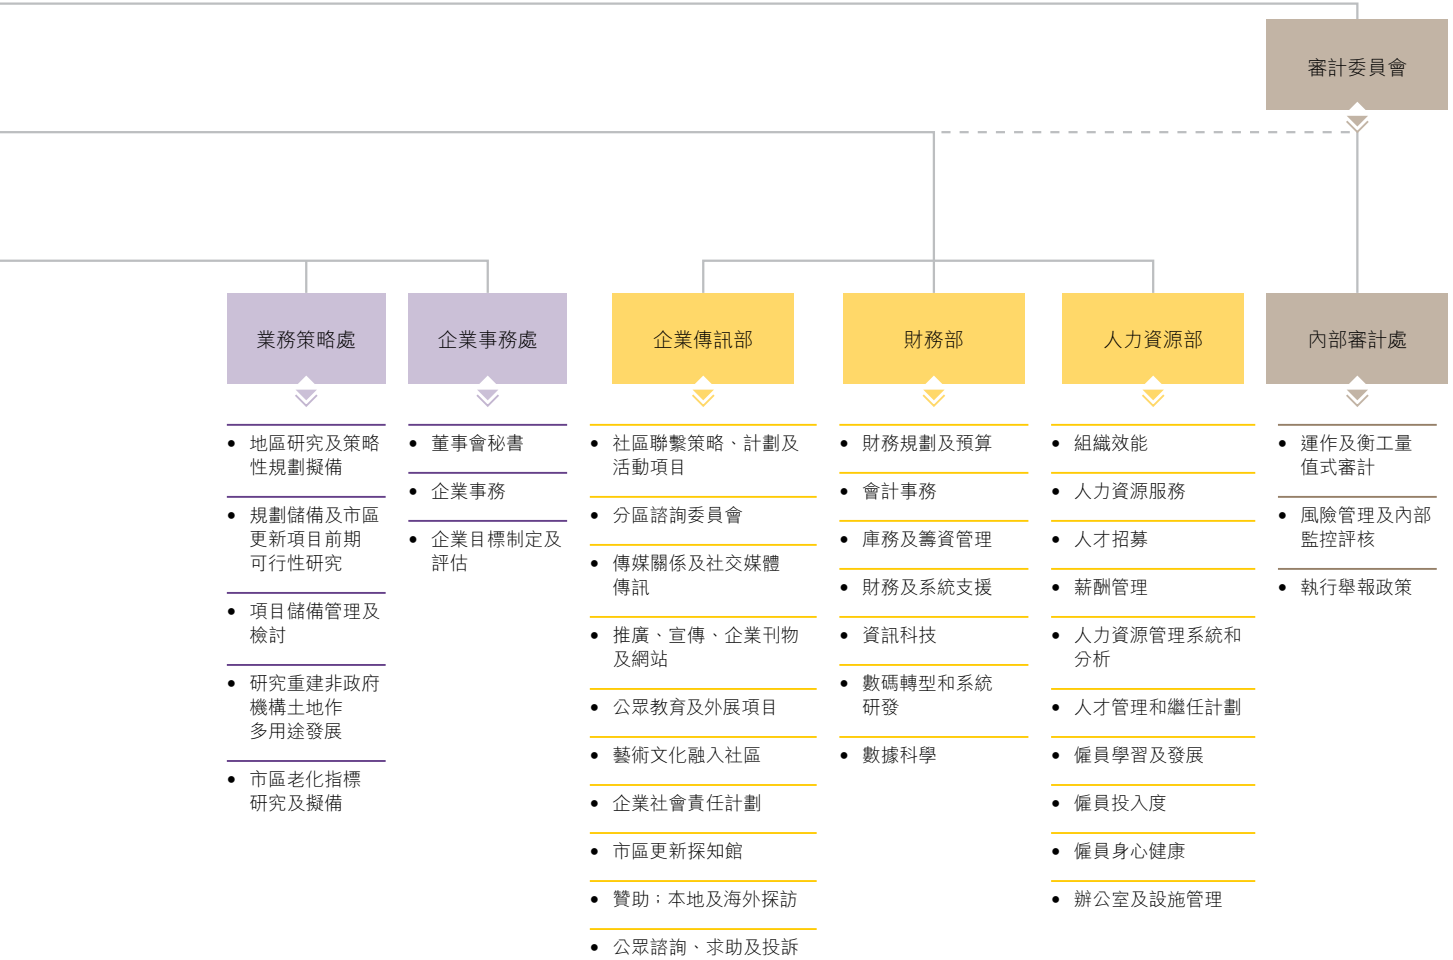 審計委員會
業務策略處
地區研究及策略
性規劃擬備
規劃儲備及市區
更新項目前期
可行性研究
項目儲備管理及
檢討
研究重建非政府
機構土地作
多用途發展
市區老化指標
研究及擬備
企業事務處
董事會秘書
企業事務
企業目標制定及
評估
企業傳訊部
社區聯繫策略、計劃及
活動項目
分區諮詢委員會
傳媒關係及社交媒體
傳訊
推廣、宣傳、企業刊物
及網站
公眾教育及外展項目
藝術文化融入社區
企業社會責任計劃
市區更新探知館
贊助；本地及海外探訪
公眾諮詢、求助及投訴
財務部
財務規劃及預算
會計事務
庫務及籌資管理
財務及系統支援
資訊科技
數碼轉型和系統
研發
數據科學
人力資源部
組織效能
人力資源服務
人才招募
薪酬管理
人力資源管理系統和
分析
人才管理和繼任計劃
僱員學習及發展
僱員投入度
僱員身心健康
辦公室及設施管理
內部審計處
運作及衡工量
值式審計
風險管理及內部
監控評核
執行舉報政策